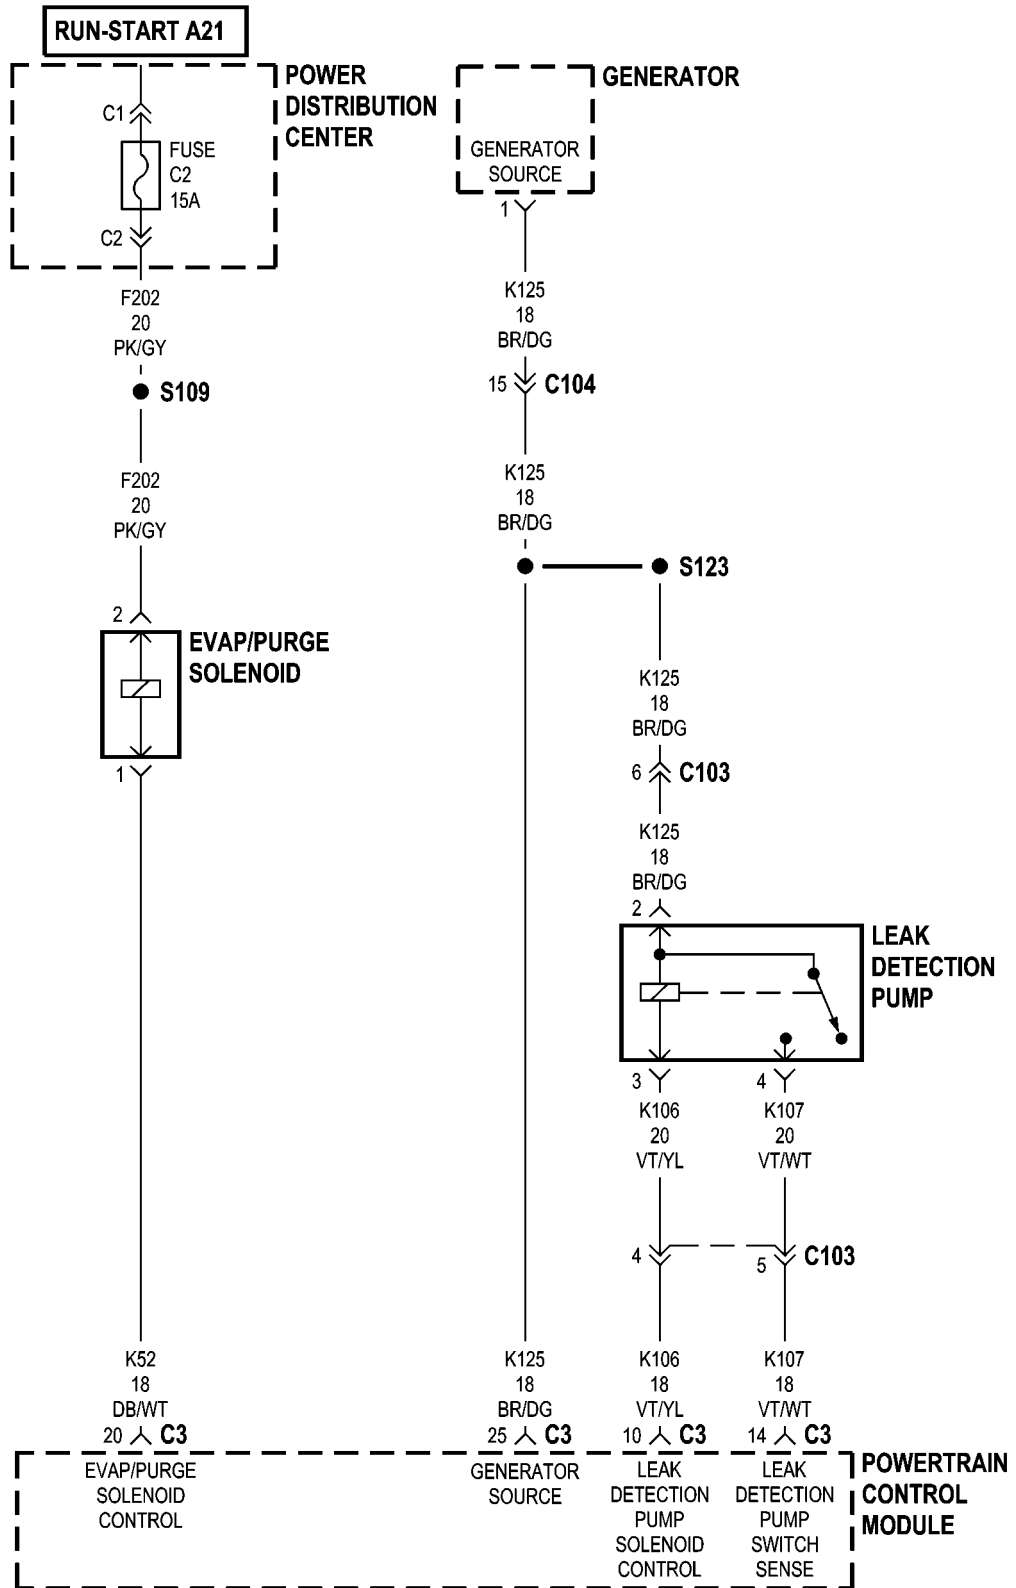 RUN-START A21
POWER
DISTRIBUTION
CENTER
C1
FUSE
C2
15A
C2
GENERATOR
GENERATOR
SOURCE
1
F202
20
PK/GY
S109
F202
20
PK/GY
2
EVAP/PURGE
SOLENOID
1
K125
18
BR/DG
15
C104
K125
18
BR/DG
S123
K125
18
BR/DG
6
C103
K125
18
BR/DG
2
LEAK
DETECTION
PUMP
3
4
K106
20
VT/YL
K107
20
VT/WT
4
5
C103
K52
18
DB/WT
20
C3
K125
18
BR/DG
25
C3
K106
18
VT/YL
10
C3
K107
18
VT/WT
14
C3
EVAP/PURGE
SOLENOID
CONTROL
GENERATOR
SOURCE
LEAK
DETECTION
PUMP
SOLENOID
CONTROL
LEAK
DETECTION
PUMP
SWITCH
SENSE
POWERTRAIN
CONTROL
MODULE